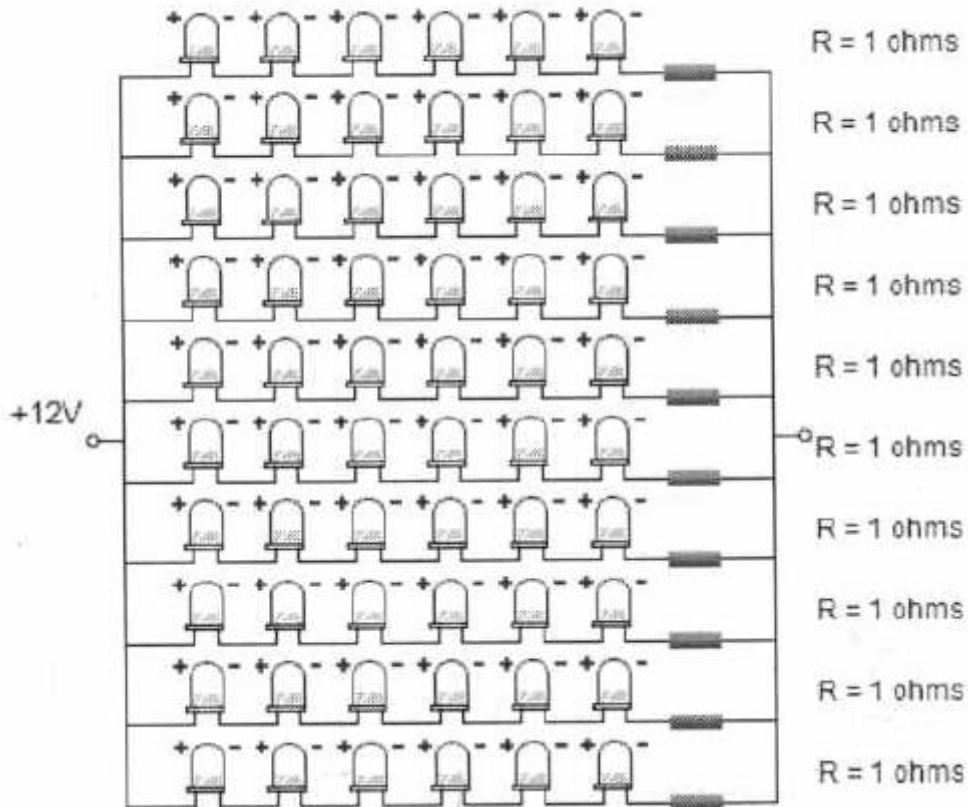 R = 1 ohms
R = 1 ohms
R = 1 ohms
R = 1 ohms
R = 1 ohms
+12V
R = 1 ohms
R = 1 ohms
R = 1 ohms
R = 1 ohms
R = 1 ohms